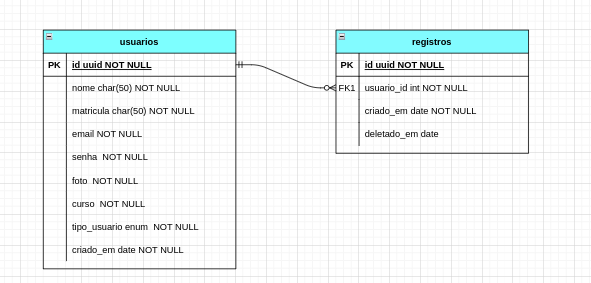 usuarios
PK id uuid NOT NULL
nome char(50) NOT NULL
matricula char(50) NOT NULL
email NOT NULL
senha  NOT NULL
foto  NOT NULL
curso  NOT NULL
tipo_usuario enum  NOT NULL
criado_em date NOT NULL
registros
PK id uuid NOT NULL
FK1 usuario_id int NOT NULL
criado_em date NOT NULL
deletado_em date